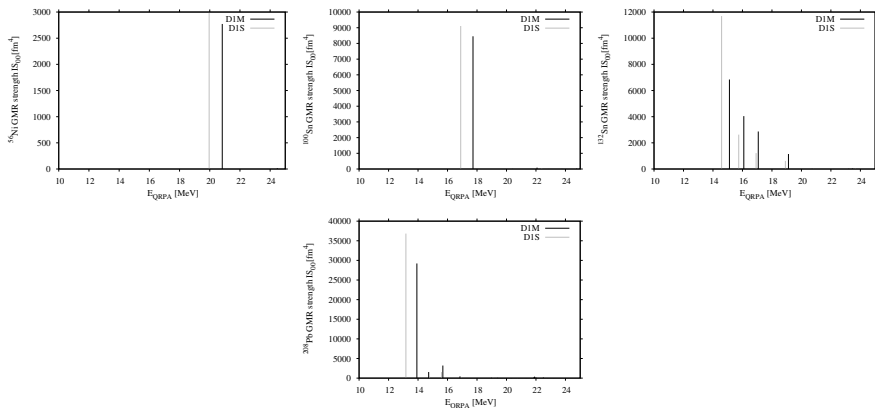 3000
2500
2000
1500
1000
500
0
10 12 14 16 18 20 22 24
E_QRPA [MeV]
^56Ni GMR strength IS_00 [fm^4]
D1M
D1S
10000
9000
8000
7000
6000
5000
4000
3000
2000
1000
0
10 12 14 16 18 20 22 24
E_QRPA [MeV]
^100Sn GMR strength IS_00 [fm^4]
D1M
D1S
12000
10000
8000
6000
4000
2000
0
10 12 14 16 18 20 22 24
E_QRPA [MeV]
^132Sn GMR strength IS_00 [fm^4]
D1M
D1S
40000
35000
30000
25000
20000
15000
10000
5000
0
10 12 14 16 18 20 22 24
E_QRPA [MeV]
^208Pb GMR strength IS_00 [fm^4]
D1M
D1S